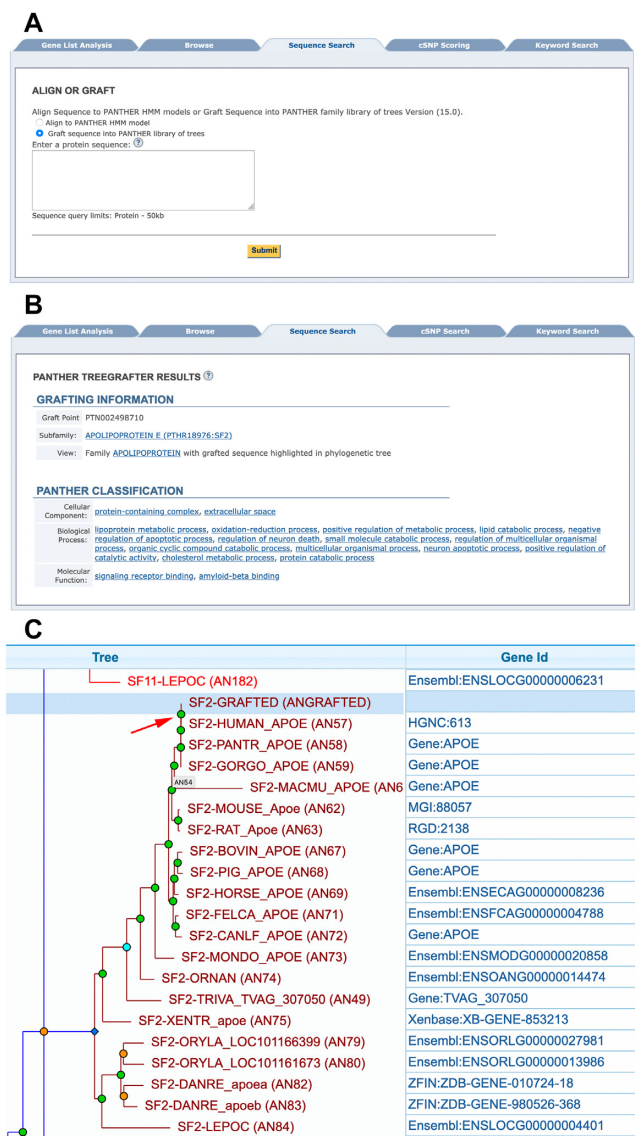 A
Gene List Analysis Browse Sequence Search cSNP Scoring Keyword Search
ALIGN OR GRAFT
Align Sequence to PANTHER HMM models or Graft Sequence into PANTHER family library of trees Version (15.0).
Align to PANTHER HMM model
Graft sequence into PANTHER library of trees
Enter a protein sequence: ?
Sequence query limits: Protein - 50kb
Submit
B
Gene List Analysis Browse Sequence Search cSNP Search Keyword Search
PANTHER TREEGRAFTER RESULTS ?
GRAFTING INFORMATION
Graft Point PTN002498710
Subfamily: APOLIPOPROTEIN E (PTHR18976:SF2)
View: Family APOLIPOPROTEIN with grafted sequence highlighted in phylogenetic tree
PANTHER CLASSIFICATION
Cellular Component: protein-containing complex, extracellular space
Biological Process: lipoprotein metabolic process, oxidation-reduction process, positive regulation of metabolic process, lipid catabolic process, negative
regulation of apoptotic process, regulation of neuron death, small molecule catabolic process, regulation of multicellular organismal
process, organic cyclic compound catabolic process, multicellular organismal process, neuron apoptotic process, positive regulation of
catalytic activity, cholesterol metabolic process, protein catabolic process
Molecular Function: signaling receptor binding, amyloid-beta binding
C
Tree Gene Id
SF11-LEPOC (AN182) Ensembl:ENSLOCG00000006231
SF2-GRAFTED (ANGRAFTED)
SF2-HUMAN_APOE (AN57) HGNC:613
SF2-PANTR_APOE (AN58) Gene:APOE
SF2-GORGO_APOE (AN59) Gene:APOE
AN54
SF2-MACMU_APOE (AN6 Gene:APOE
SF2-MOUSE_Apoe (AN62) MGI:88057
SF2-RAT_Apoe (AN63) RGD:2138
SF2-BOVIN_APOE (AN67) Gene:APOE
SF2-PIG_APOE (AN68) Gene:APOE
SF2-HORSE_APOE (AN69) Ensembl:ENSECAG00000008236
SF2-FELCA_APOE (AN71) Ensembl:ENSFCAG00000004788
SF2-CANLF_APOE (AN72) Gene:APOE
SF2-MONDO_APOE (AN73) Ensembl:ENSMODG00000020858
SF2-ORNAN (AN74) Ensembl:ENSOANG00000014474
SF2-TRIVA_TVAG_307050 (AN49) Gene:TVAG_307050
SF2-XENTR_apoe (AN75) Xenbase:XB-GENE-853213
SF2-ORYLA_LOC101166399 (AN79) Ensembl:ENSORLG00000027981
SF2-ORYLA_LOC101161673 (AN80) Ensembl:ENSORLG00000013986
SF2-DANRE_apoea (AN82) ZFIN:ZDB-GENE-010724-18
SF2-DANRE_apoeb (AN83) ZFIN:ZDB-GENE-980526-368
SF2-LEPOC (AN84) Ensembl:ENSLOCG00000004401